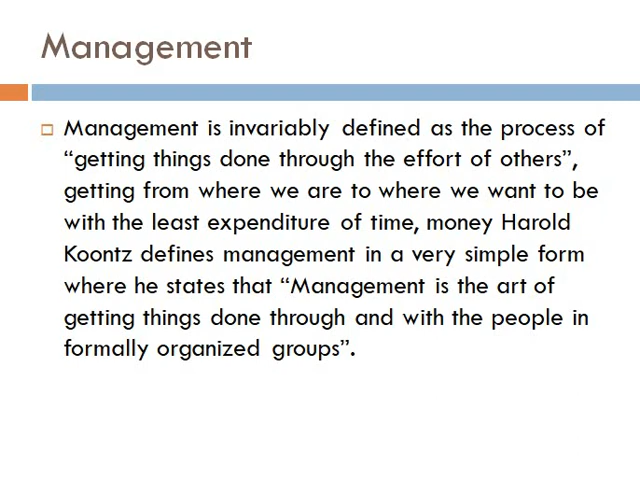 Management
Management is invariably defined as the process of
“getting things done through the effort of others”,
getting from where we are to where we want to be
with the least expenditure of time, money Harold
Koontz defines management in a very simple form
where he states that “Management is the art of
getting things done through and with the people in
formally organized groups”.